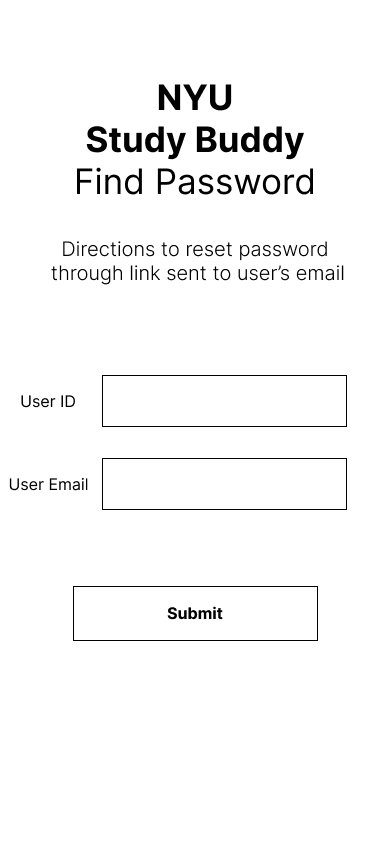 NYU
Study Buddy
Find Password
Directions to reset password
through link sent to user’s email
User ID
User Email
Submit